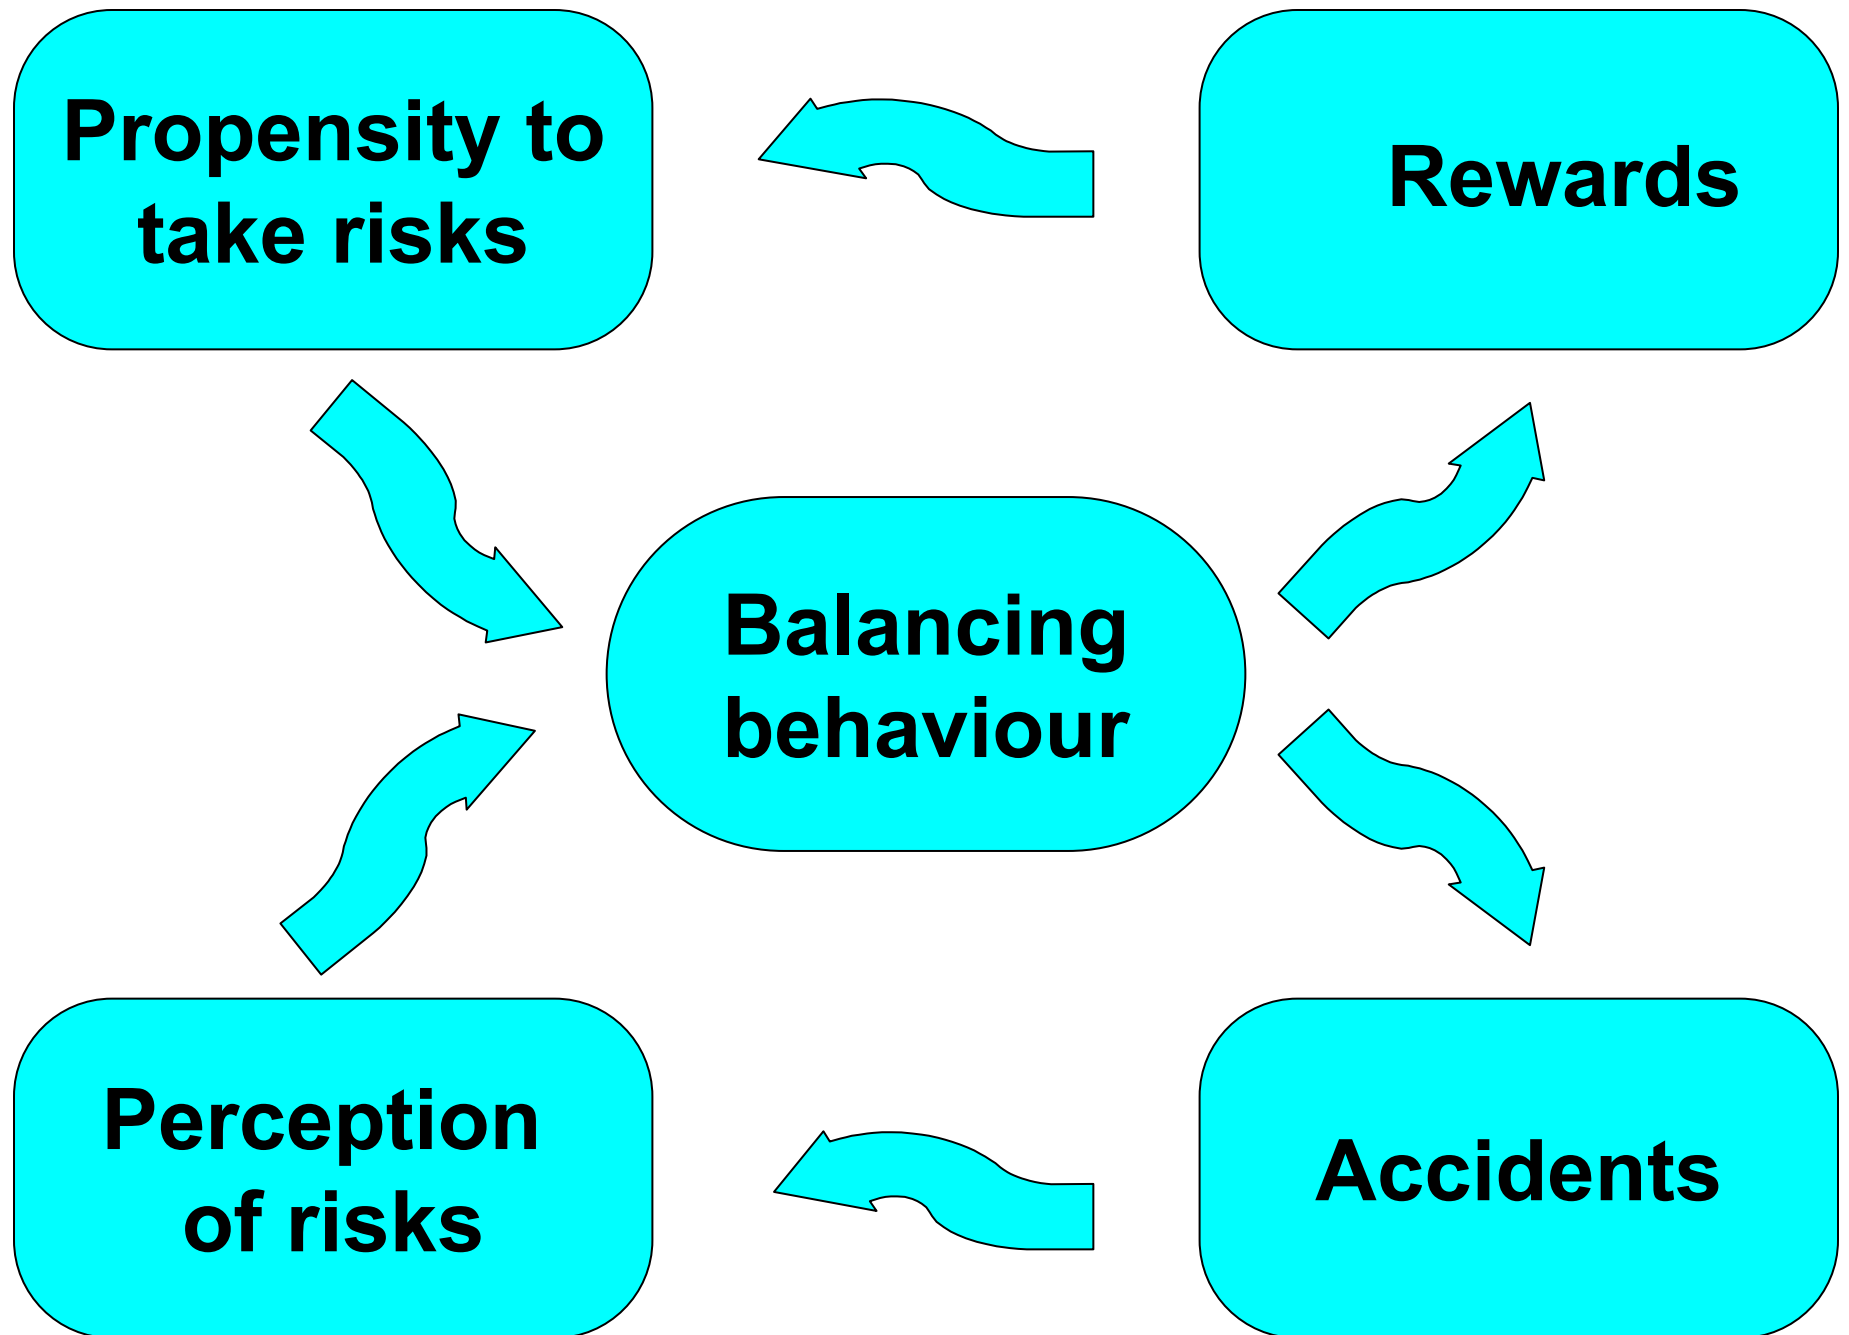 Propensity to
take risks
Rewards
Balancing
behaviour
Perception
of risks
Accidents